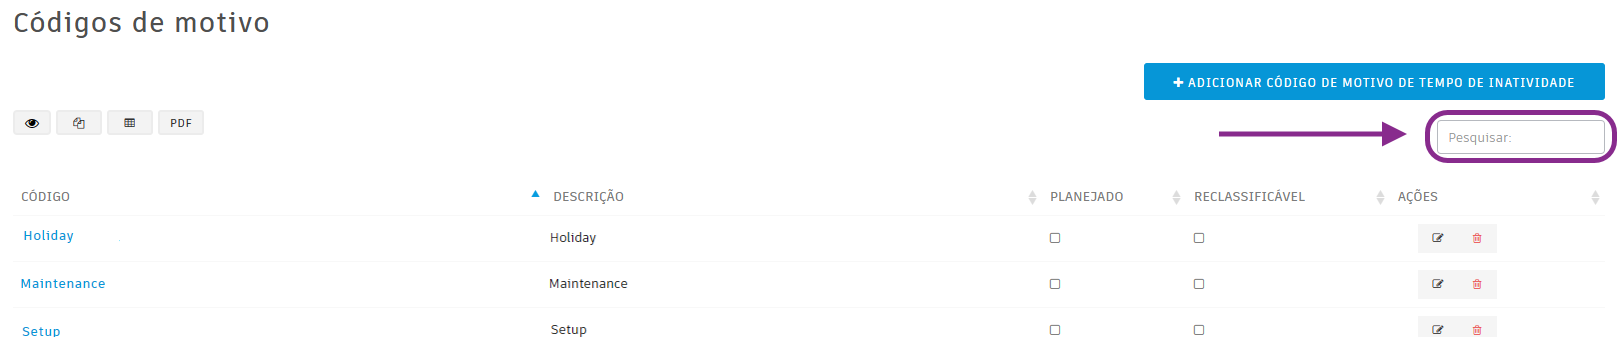 Códigos de motivo
ADICIONAR CÓDIGO DE MOTIVO DE TEMPO DE INATIVIDADE
PDF
Pesquisar:
CÓDIGO DESCRIÇÃO PLANEJADO RECLASSIFICÁVEL AÇÕES
Holiday Holiday
Maintenance Maintenance
Setup Setup